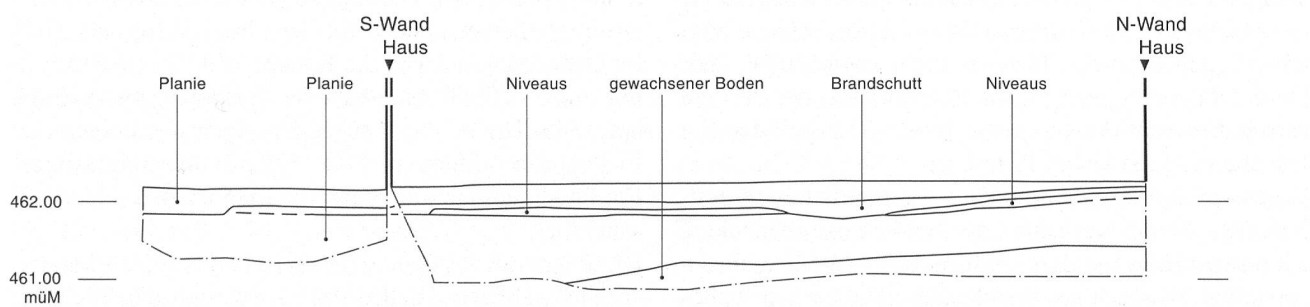 S-Wand
Haus
N-Wand
Haus
Planie
Planie
Niveaus
gewachsener Boden
Brandschutt
Niveaus
462.00
461.00
müM